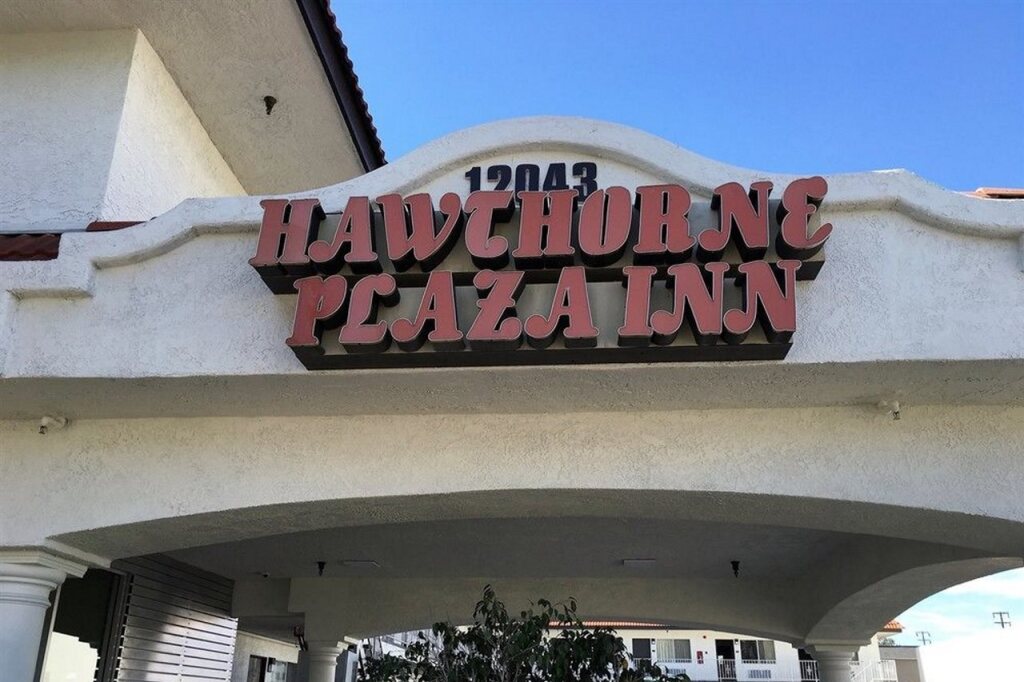 12043
HAWTHORNE
PLAZA INN